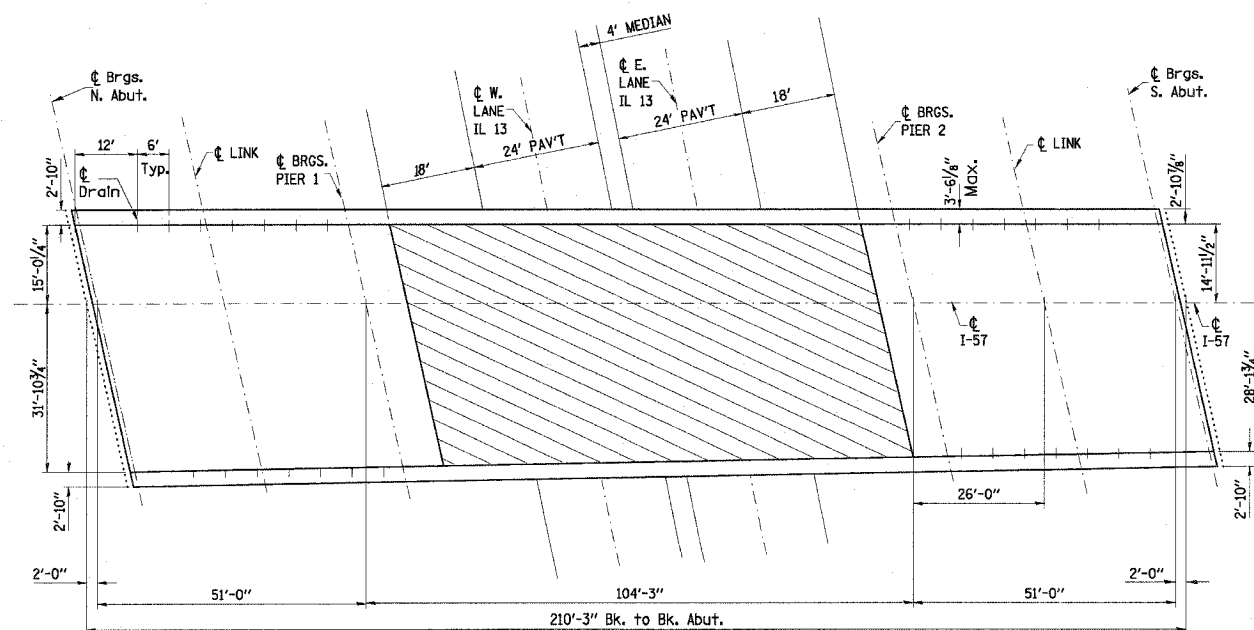 4' MEDIAN
℄ Brgs.
N. Abut.
℄ W.
LANE
IL 13
℄ E.
LANE
IL 13
℄ Brgs.
S. Abut.
18'
24' PAV'T
24' PAV'T
18'
12'
6'
Typ.
℄ LINK
℄ BRGS.
PIER 1
℄ BRGS.
PIER 2
℄ LINK
℄
Drain
2'-10"
3'-6⅛"
Max.
2'-10⅞"
15'-0¼"
14'-11½"
℄
I-57
℄
I-57
31'-10¾"
28'-1¾"
2'-10"
26'-0"
2'-10"
2'-0"
51'-0"
104'-3"
51'-0"
2'-0"
210'-3" Bk. to Bk. Abut.